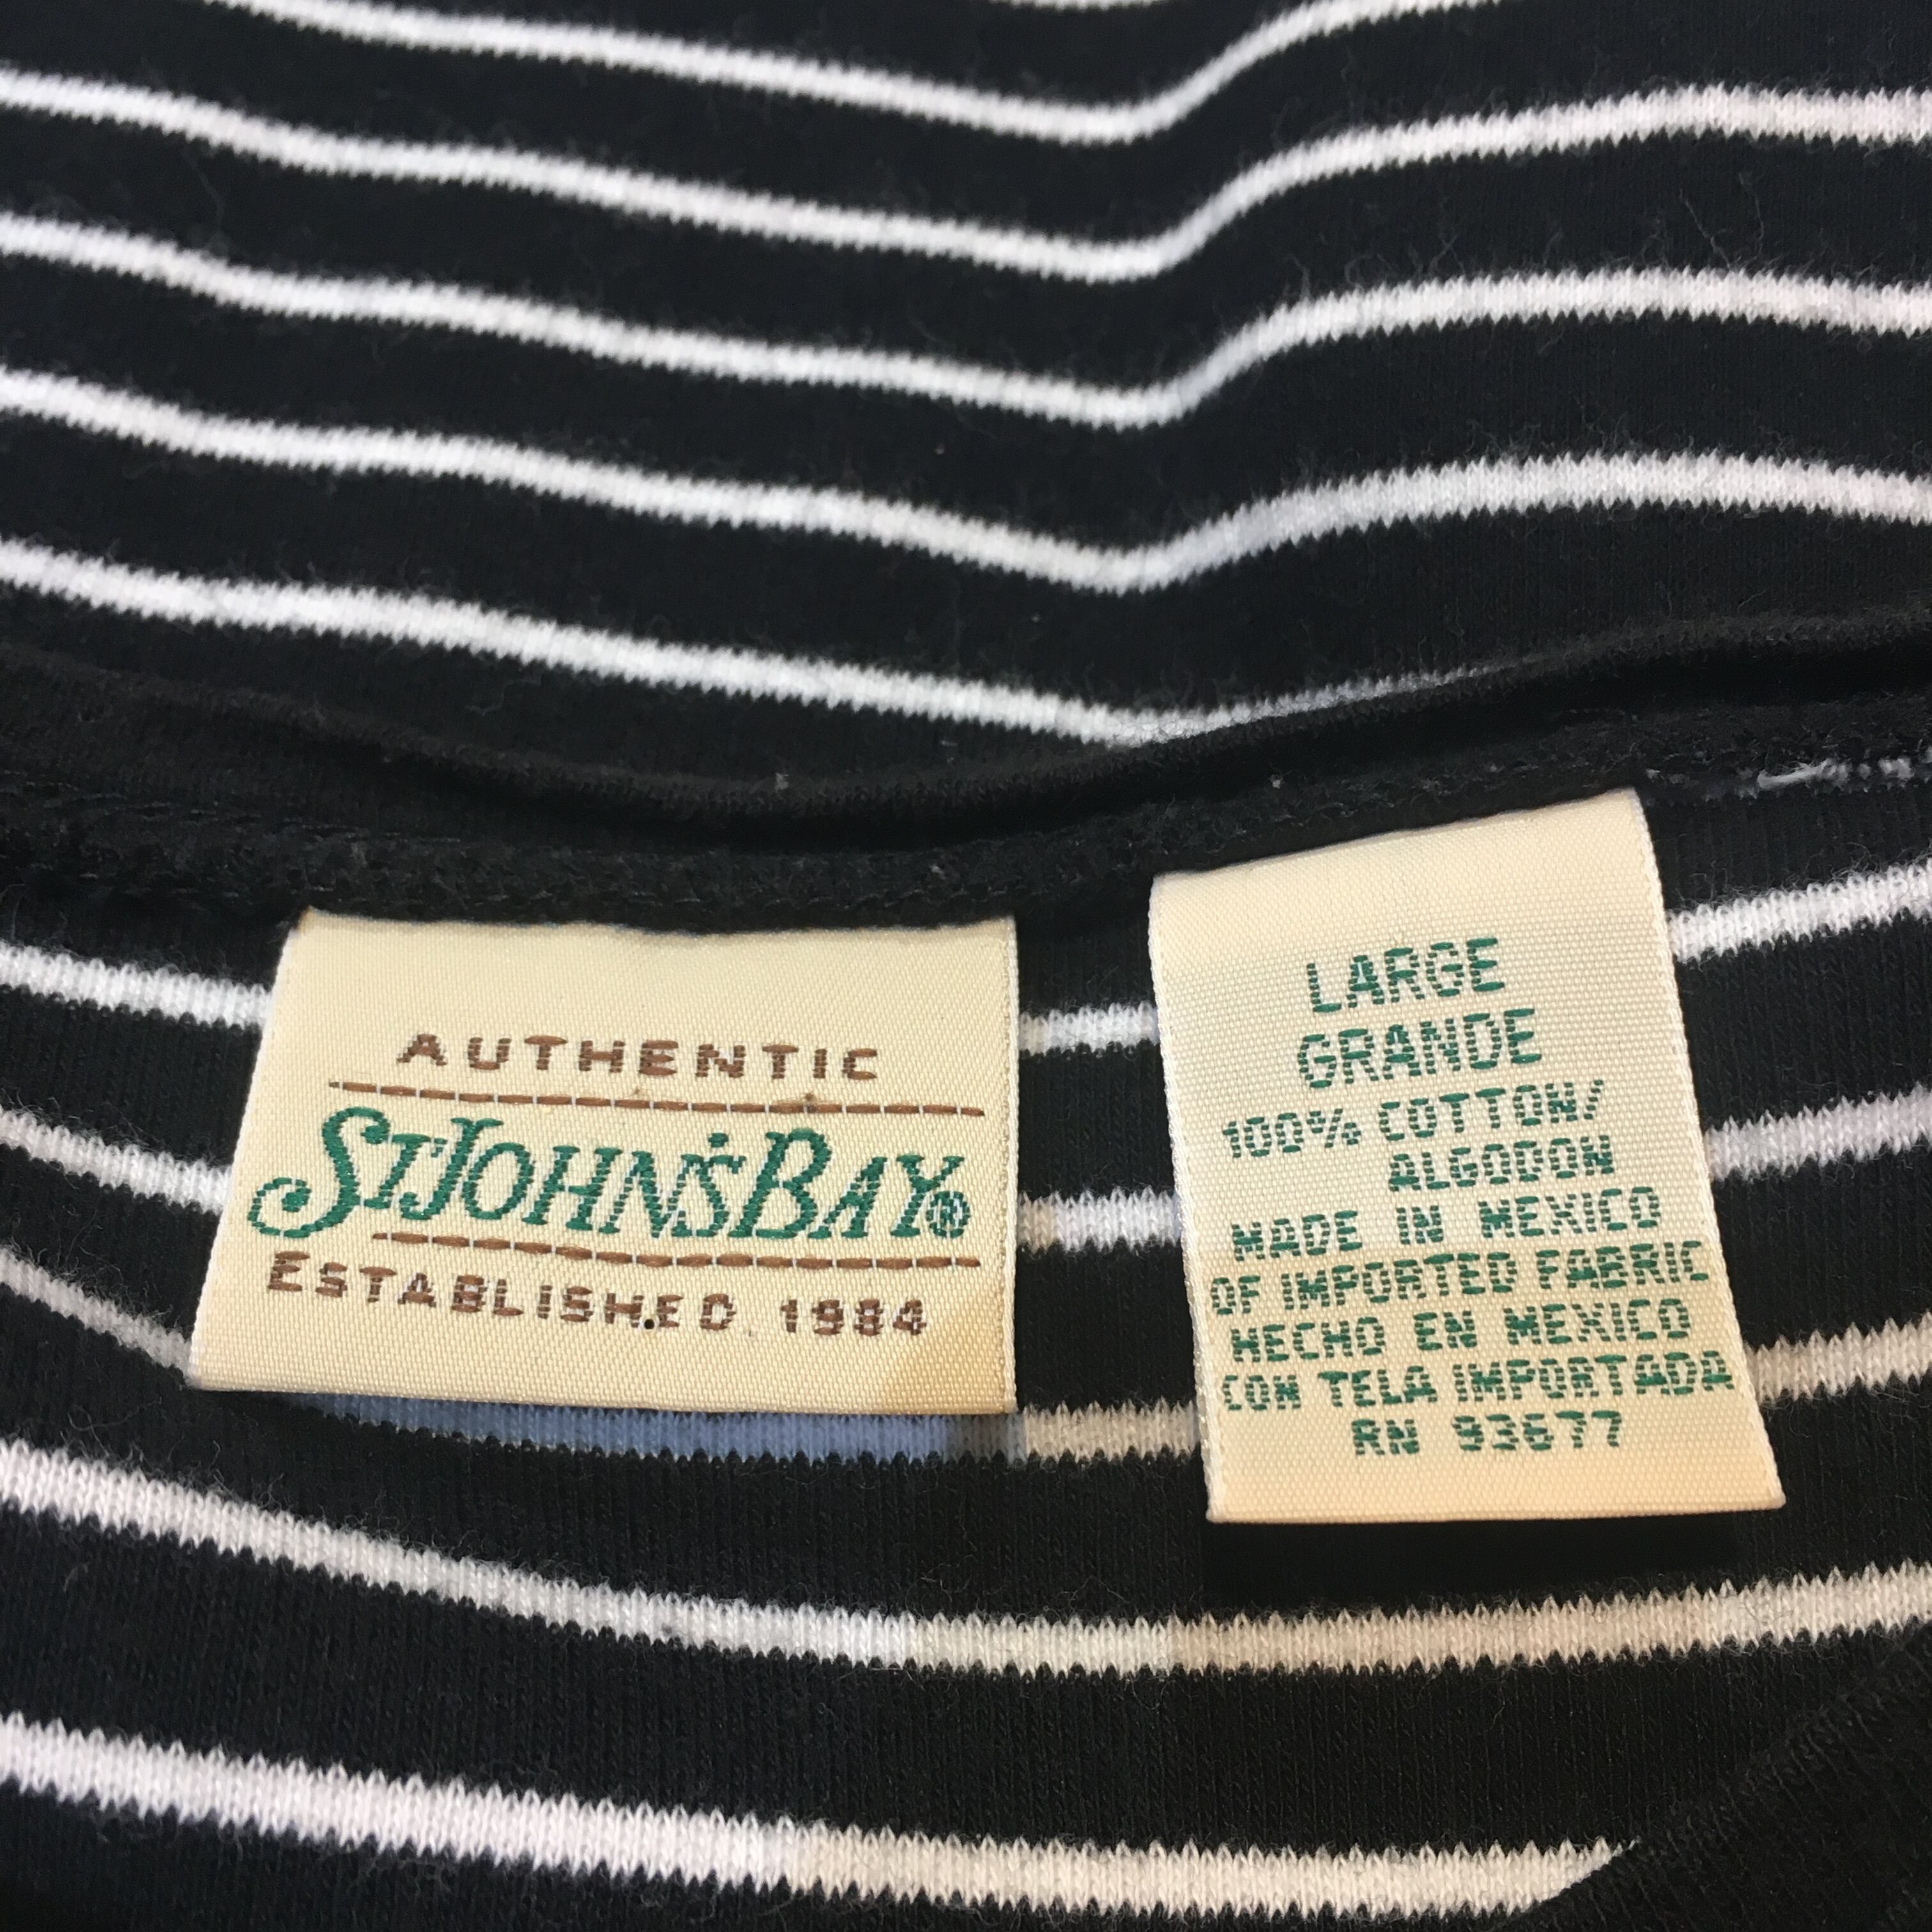 AUTHENTIC
ST JOHN'S BAY®
ESTABLISHED 1984
LARGE
GRANDE
100% COTTON/
ALGODON
MADE IN MEXICO
OF IMPORTED FABRIC
HECHO EN MEXICO
CON TELA IMPORTADA
RN 93677